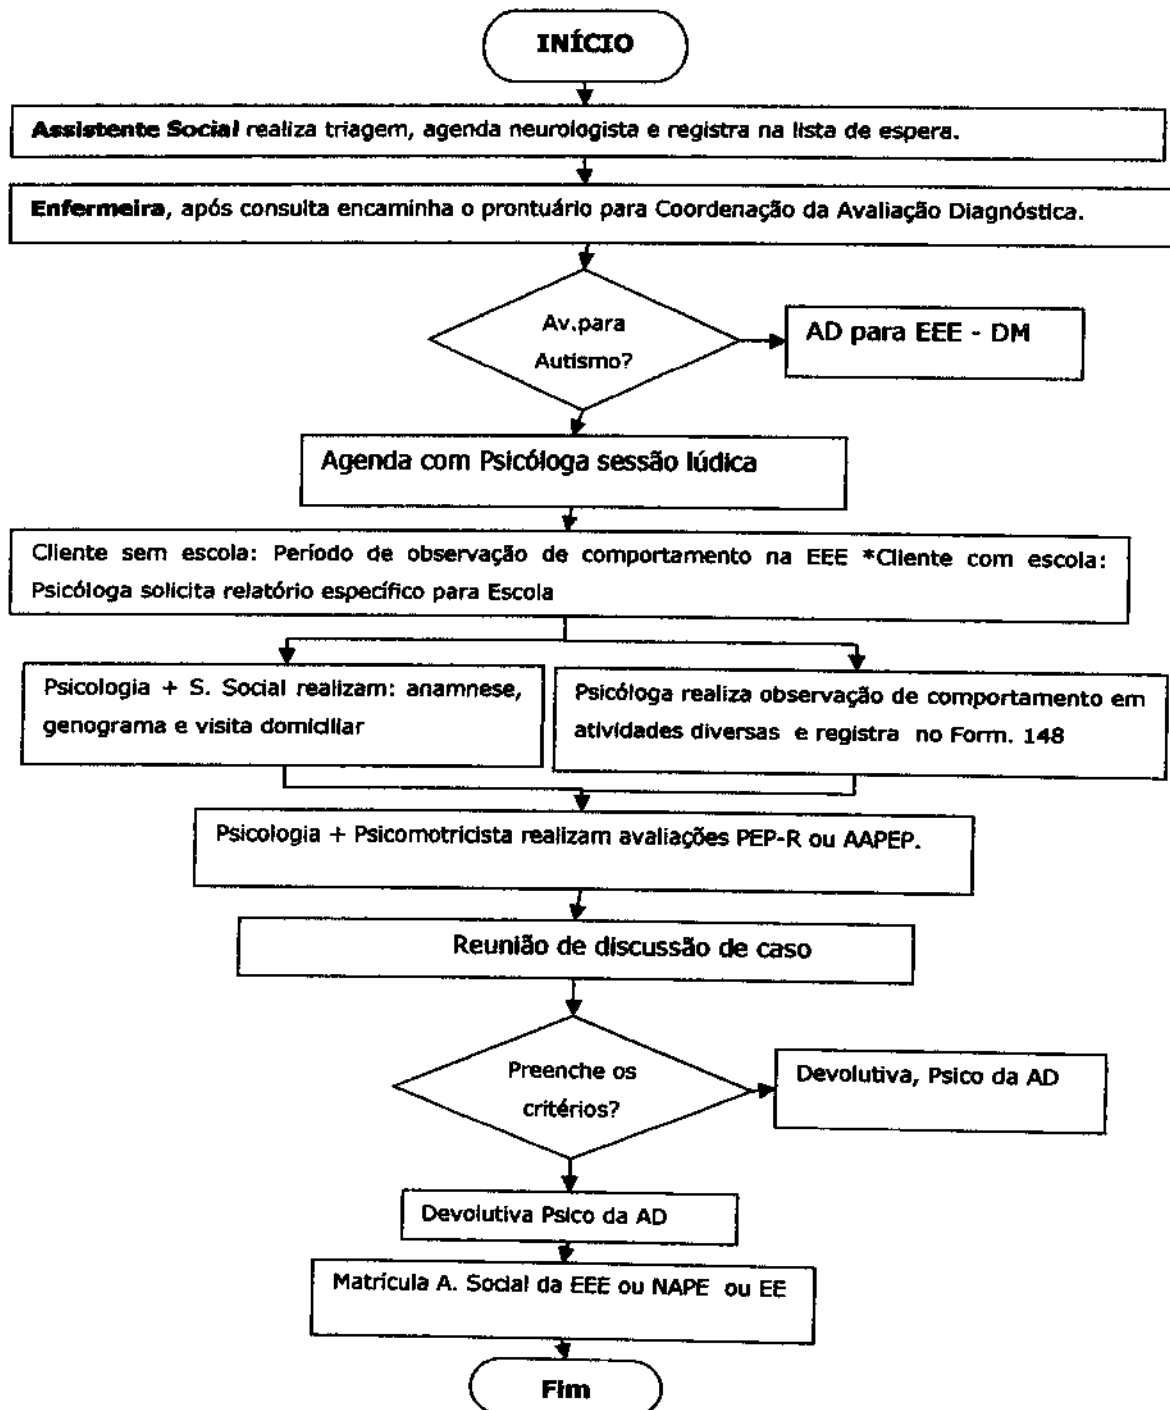 INÍCIO
Assistente Social realiza triagem, agenda neurologista e registra na lista de espera.
Enfermeira, após consulta encaminha o prontuário para Coordenação da Avaliação Diagnóstica.
Av.para
Autismo?
AD para EEE - DM
Agenda com Psicóloga sessão lúdica
Cliente sem escola: Período de observação de comportamento na EEE *Cliente com escola:
Psicóloga solicita relatório específico para Escola
Psicologia + S. Social realizam: anamnese,
genograma e visita domiciliar
Psicóloga realiza observação de comportamento em
atividades diversas e registra no Form. 148
Psicologia + Psicomotricista realizam avaliações PEP-R ou AAPEP.
Reunião de discussão de caso
Preenche os
critérios?
Devolutiva, Psico da AD
Devolutiva Psico da AD
Matrícula A. Social da EEE ou NAPE ou EE
Fim